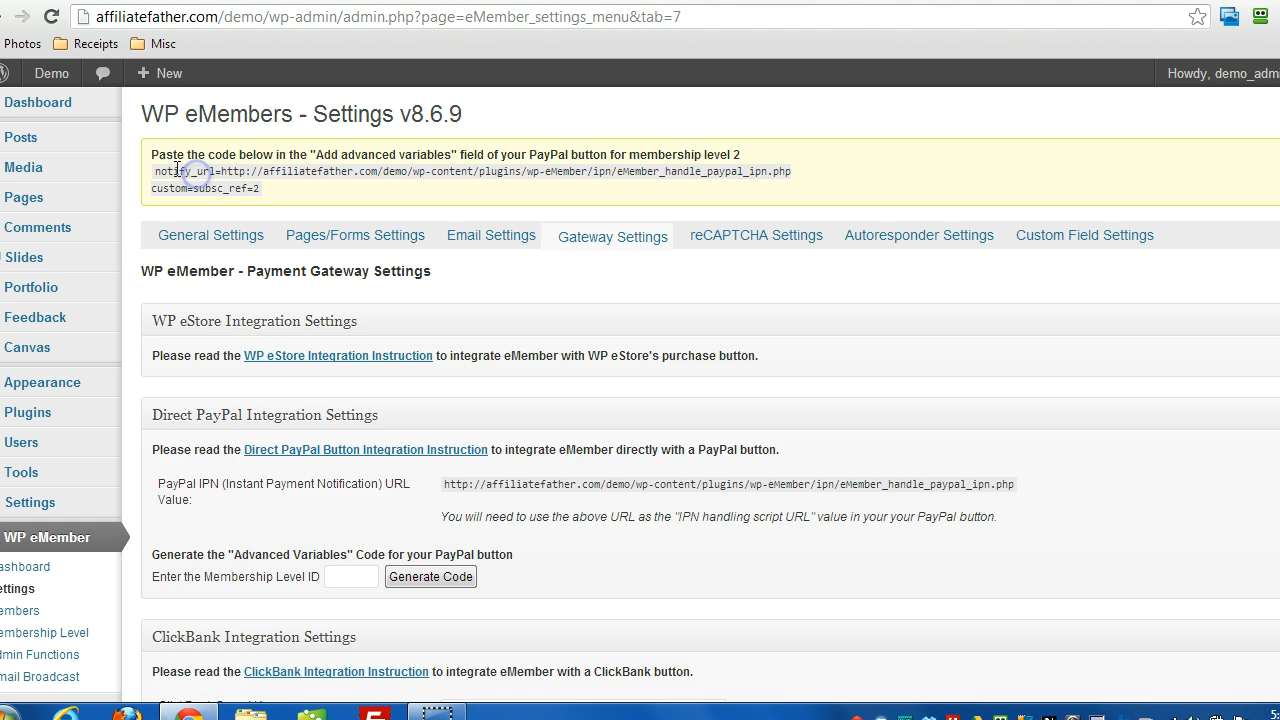 affiliatefather.com/demo/wp-admin/admin.php?page=eMember_settings_menu&tab=7
Photos Receipts Misc
Demo + New Howdy, demo_adm
Dashboard
Posts
Media
Pages
Comments
Slides
Portfolio
Feedback
Canvas
Appearance
Plugins
Users
Tools
Settings
WP eMember
ashboard
ettings
embers
embership Level
dmin Functions
mail Broadcast
WP eMembers - Settings v8.6.9
Paste the code below in the "Add advanced variables" field of your PayPal button for membership level 2
notify_url=http://affiliatefather.com/demo/wp-content/plugins/wp-eMember/ipn/eMember_handle_paypal_ipn.php
custom=subsc_ref=2
General Settings Pages/Forms Settings Email Settings Gateway Settings reCAPTCHA Settings Autoresponder Settings Custom Field Settings
WP eMember - Payment Gateway Settings
WP eStore Integration Settings
Please read the WP eStore Integration Instruction to integrate eMember with WP eStore's purchase button.
Direct PayPal Integration Settings
Please read the Direct PayPal Button Integration Instruction to integrate eMember directly with a PayPal button.
PayPal IPN (Instant Payment Notification) URL
Value:
http://affiliatefather.com/demo/wp-content/plugins/wp-eMember/ipn/eMember_handle_paypal_ipn.php
You will need to use the above URL as the "IPN handling script URL" value in your your PayPal button.
Generate the "Advanced Variables" Code for your PayPal button
Enter the Membership Level ID Generate Code
ClickBank Integration Settings
Please read the ClickBank Integration Instruction to integrate eMember with a ClickBank button.
5: